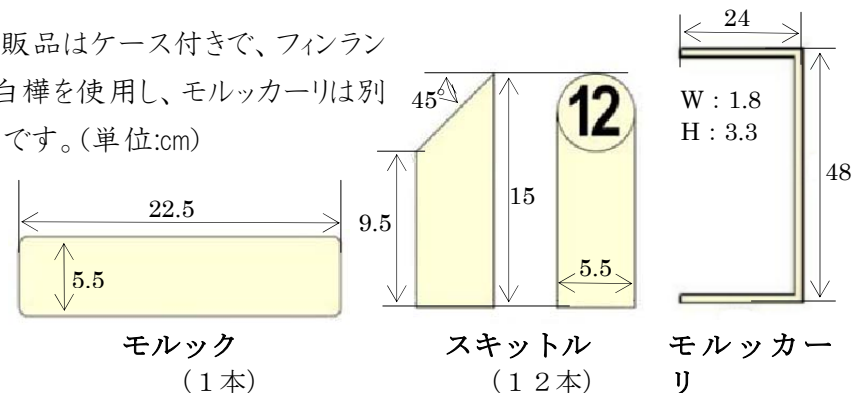 販品はケース付きで、フィンラン
白樺を使用し、モルッカーリは別
です。(単位:cm)
22.5
5.5
モルック
(1本)
45°
9.5
15
12
5.5
スキットル
(12本)
24
W : 1.8
H : 3.3
48
モルッカー
リ